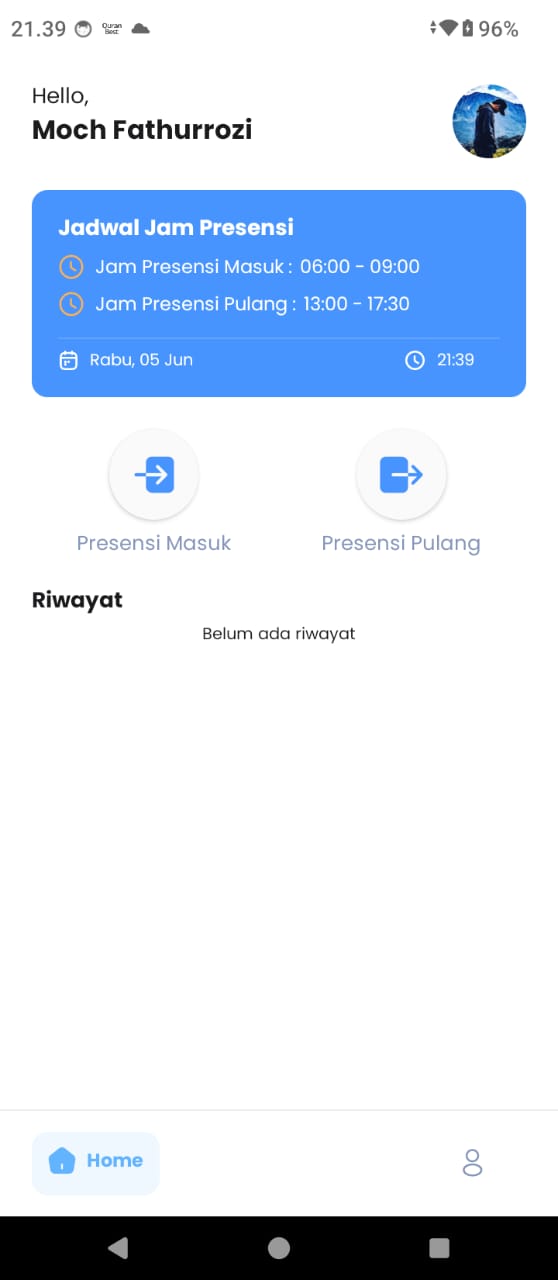 21.39 Quran Best 96%
Hello,
Moch Fathurrozi
Jadwal Jam Presensi
Jam Presensi Masuk : 06:00 - 09:00
Jam Presensi Pulang : 13:00 - 17:30
Rabu, 05 Jun 21:39
Presensi Masuk Presensi Pulang
Riwayat
Belum ada riwayat
Home